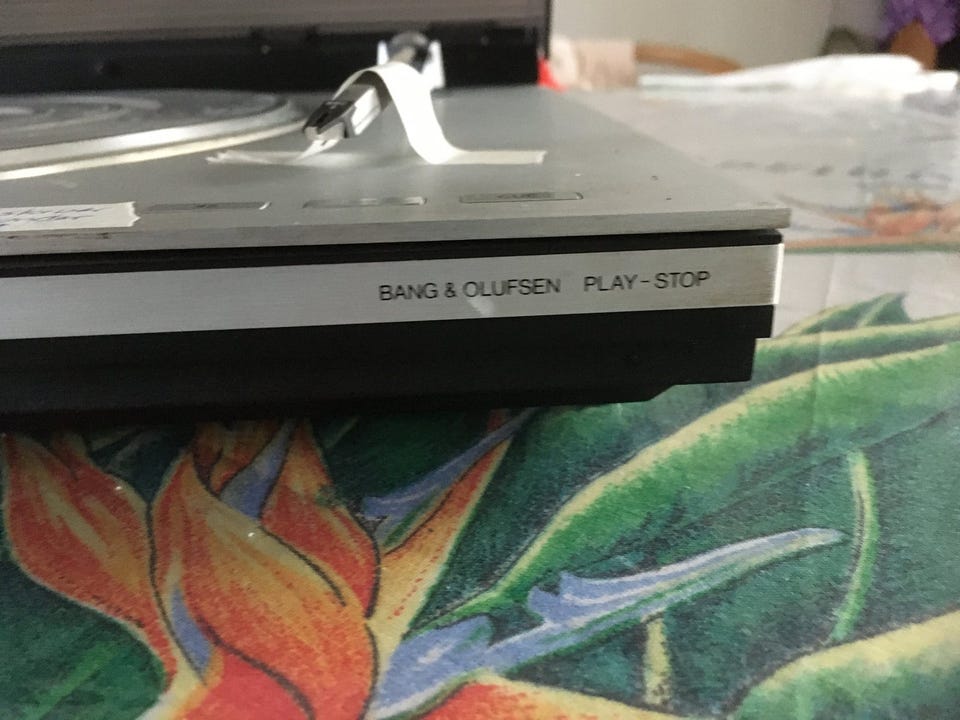 BANG & OLUFSEN PLAY-STOP